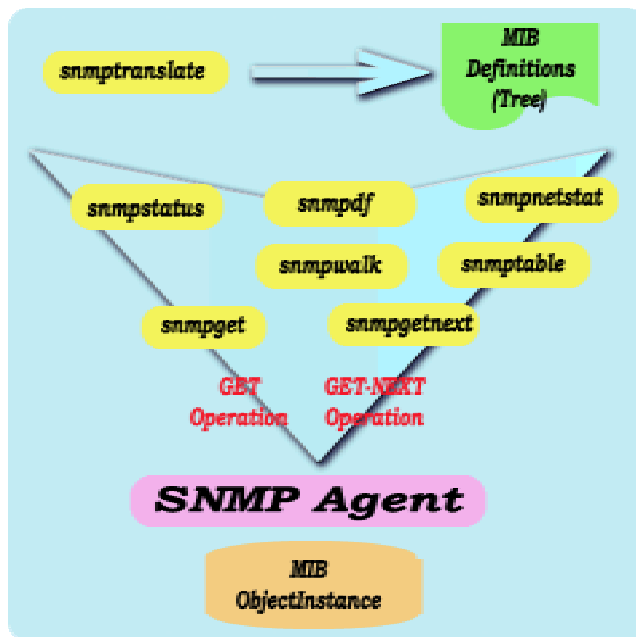 snmptranslate
MIB
Definitions
(Tree)
snmpstatus
snmpdf
snmpnetstat
snmpwalk
snmptable
snmpget
snmpgetnext
GET
Operation
GET-NEXT
Operation
SNMP Agent
MIB
ObjectInstance